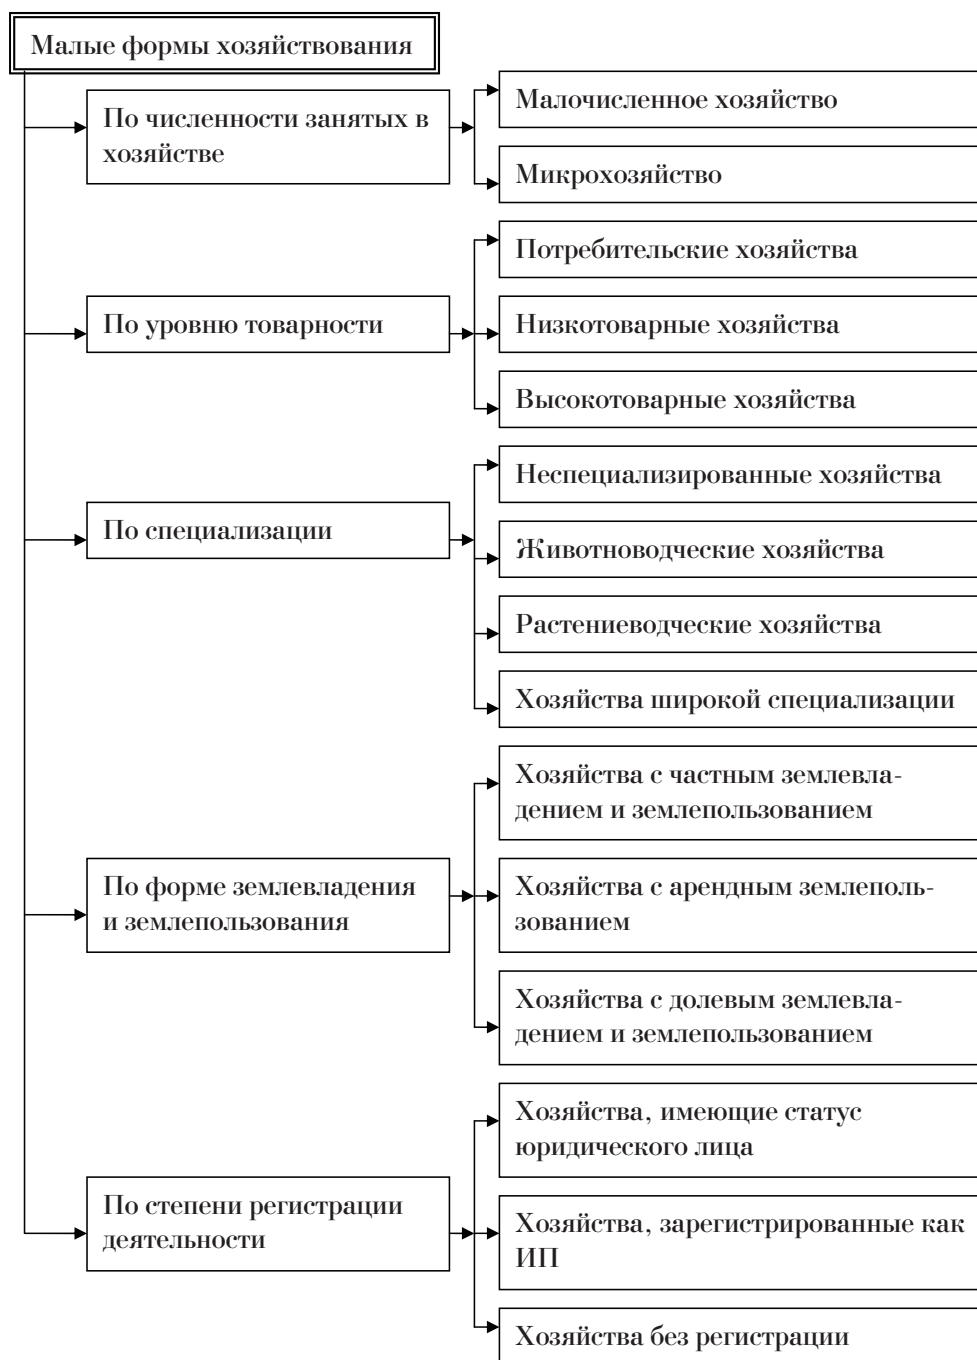 Малые формы хозяйствования
По численности занятых в
хозяйстве
Малочисленное хозяйство
Микрохозяйство
По уровню товарности
Потребительские хозяйства
Низкотоварные хозяйства
Высокотоварные хозяйства
По специализации
Неспециализированные хозяйства
Животноводческие хозяйства
Растениеводческие хозяйства
Хозяйства широкой специализации
По форме землевладения
и землепользования
Хозяйства с частным землевла-
дением и землепользованием
Хозяйства с арендным землеполь-
зованием
Хозяйства с долевым землевла-
дением и землепользованием
По степени регистрации
деятельности
Хозяйства, имеющие статус
юридического лица
Хозяйства, зарегистрированные как
ИП
Хозяйства без регистрации